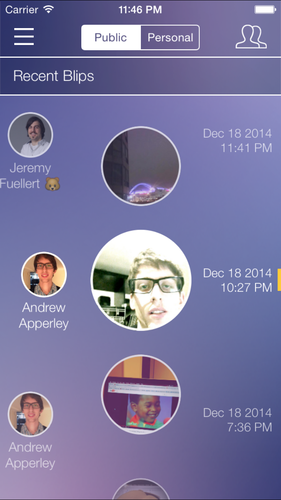 Carrier 11:46 PM
Public Personal
Recent Blips
Jeremy
Fuellert 🐻
Dec 18 2014
11:41 PM
Andrew
Apperley
Dec 18 2014
10:27 PM
Andrew
Apperley
Dec 18 2014
7:36 PM